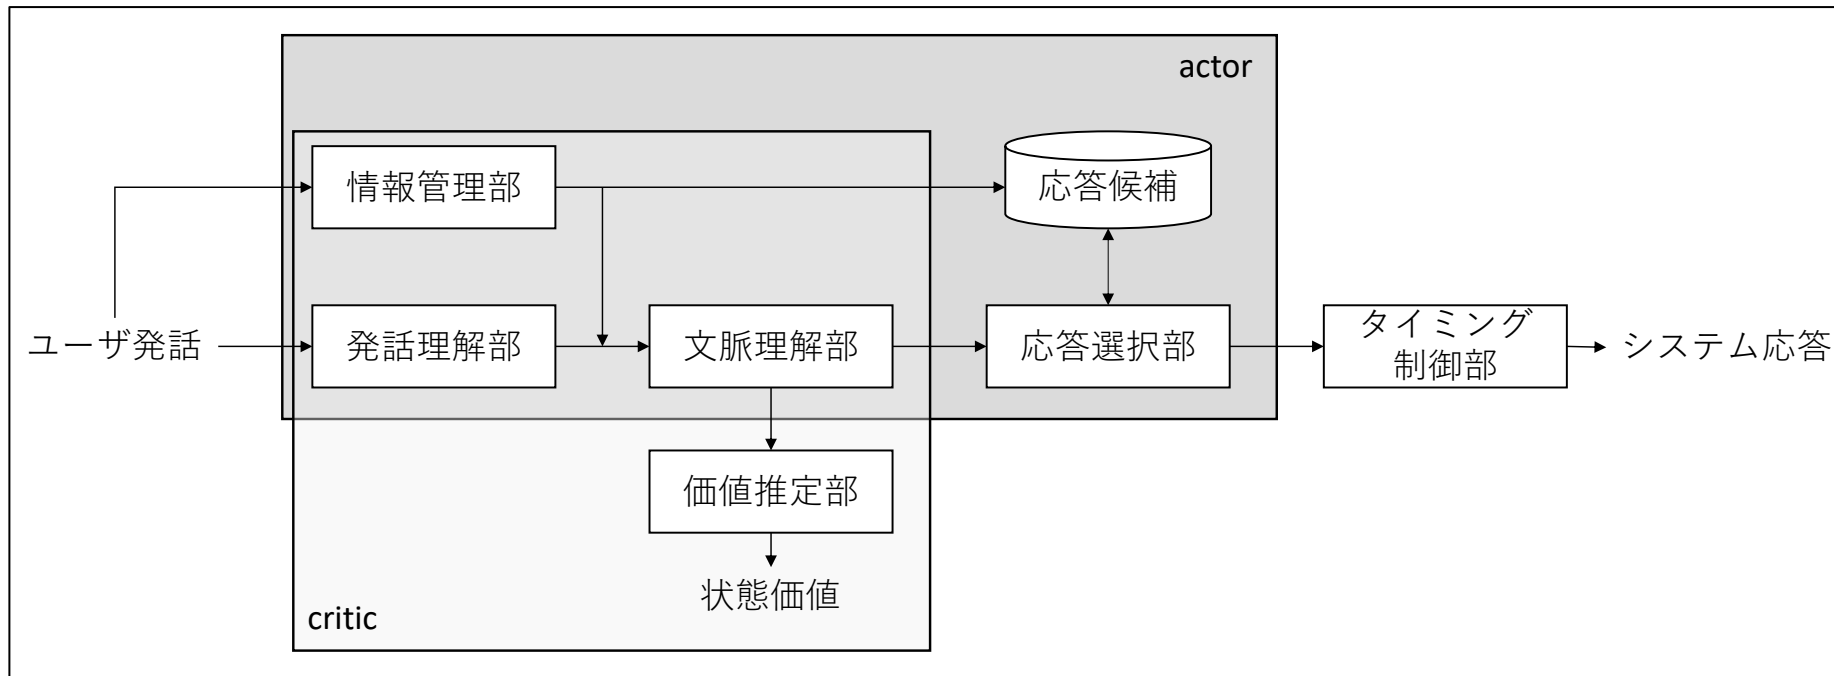 actor
情報管理部
応答候補
ユーザ発話
発話理解部
文脈理解部
応答選択部
タイミング
制御部
システム応答
価値推定部
状態価値
critic